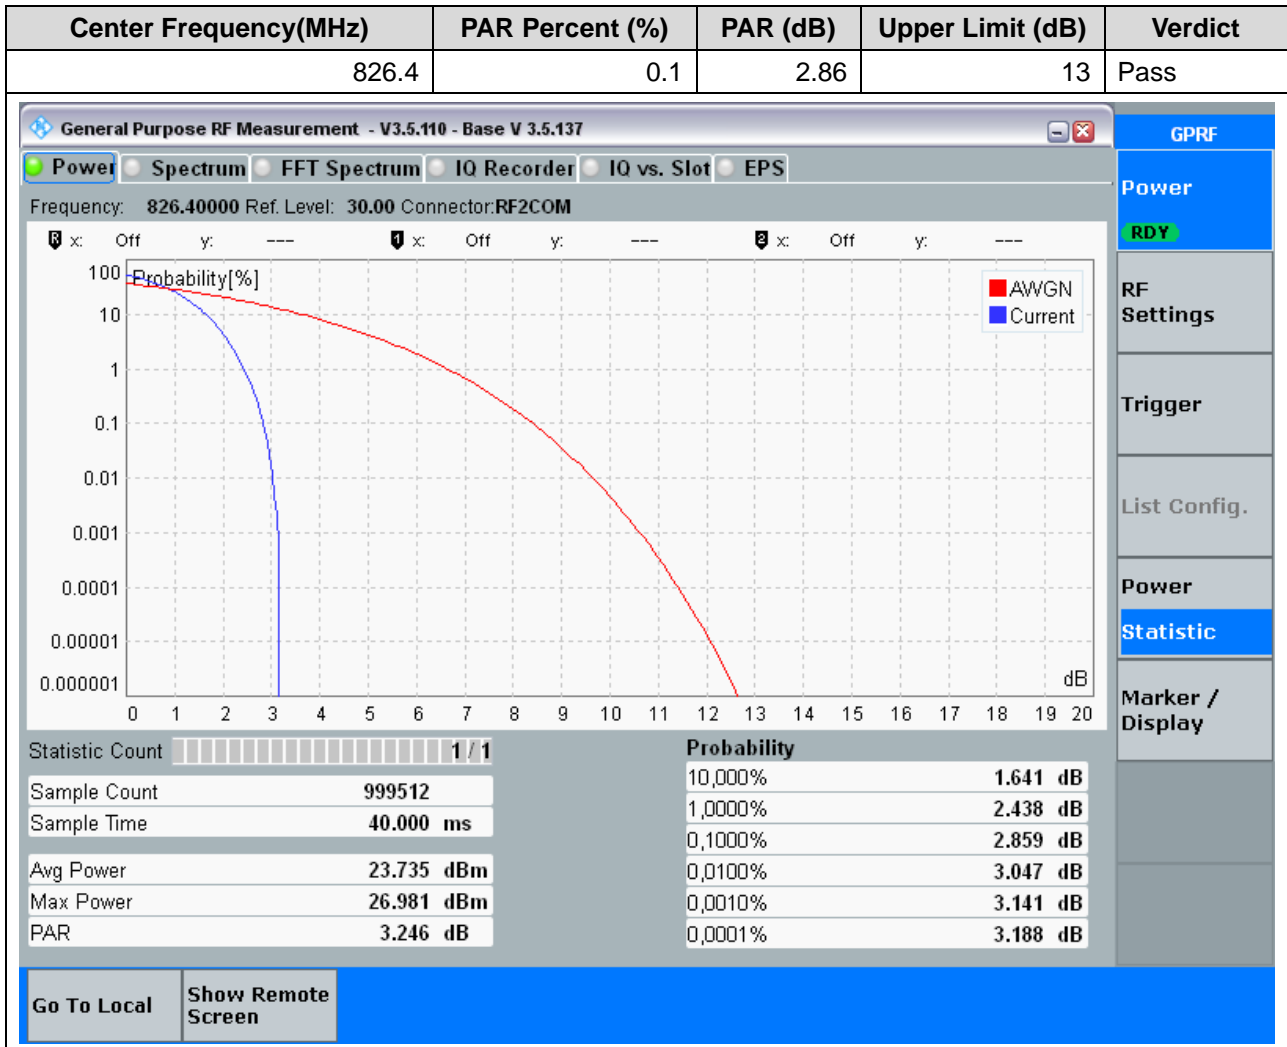 Center Frequency(MHz) PAR Percent (%) PAR (dB) Upper Limit (dB) Verdict
826.4 0.1 2.86 13 Pass
General Purpose RF Measurement - V3.5.110 - Base V 3.5.137
GPRF
Power Spectrum FFT Spectrum IQ Recorder IQ vs. Slot EPS
Frequency: 826.40000 Ref. Level: 30.00 Connector:RF2COM
R x: Off y: --- 1 x: Off y: --- 2 x: Off y: ---
Probability[%]
AWGN
Current
100
10
1
0.1
0.01
0.001
0.0001
0.00001
0.000001
dB
0 1 2 3 4 5 6 7 8 9 10 11 12 13 14 15 16 17 18 19 20
Statistic Count 1 / 1
Sample Count 999512
Sample Time 40.000 ms
Avg Power 23.735 dBm
Max Power 26.981 dBm
PAR 3.246 dB
Probability
10,000% 1.641 dB
1,0000% 2.438 dB
0,1000% 2.859 dB
0,0100% 3.047 dB
0,0010% 3.141 dB
0,0001% 3.188 dB
Power
RDY
RF
Settings
Trigger
List Config.
Power
Statistic
Marker /
Display
Go To Local
Show Remote
Screen